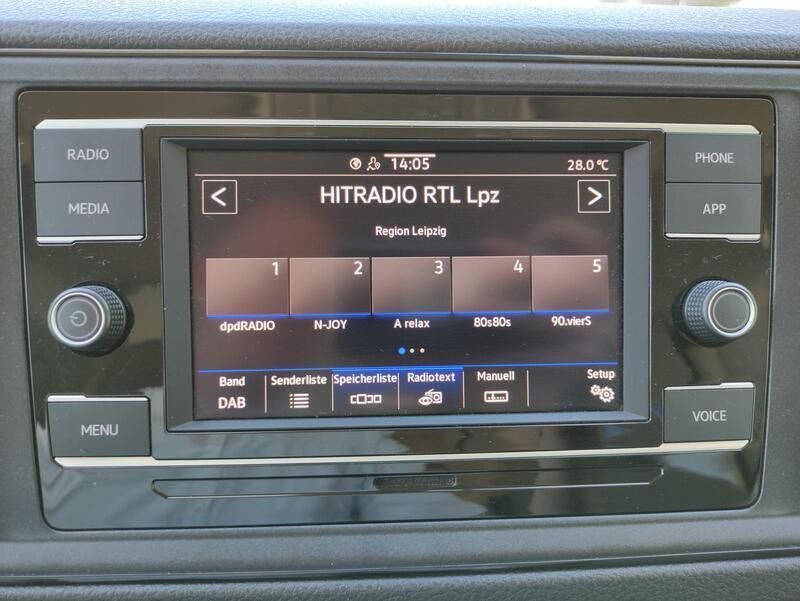 RADIO
MEDIA
MENU
PHONE
APP
VOICE
14:05
28.0 °C
<
HITRADIO RTL Lpz
>
Region Leipzig
1 2 3 4 5
dpdRADIO N-JOY A relax 80s80s 90.vierS
Band Senderliste Speicherliste Radiotext Manuell Setup
DAB